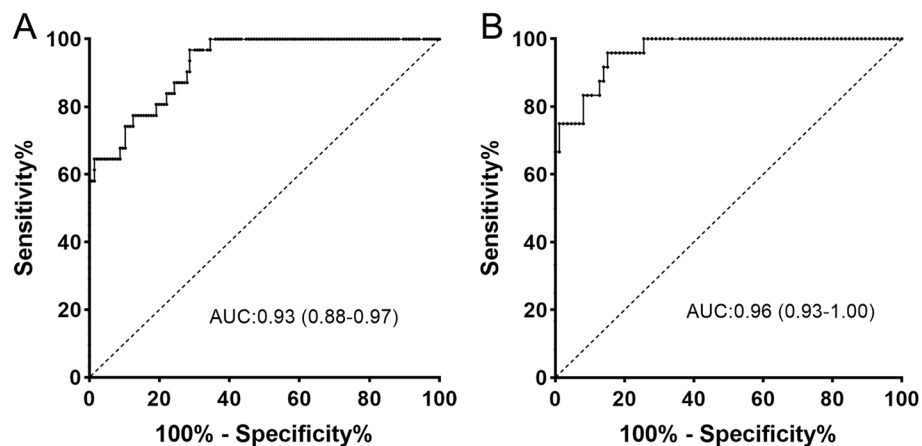 A
100
80
60
40
20
0
Sensitivity%
0 20 40 60 80 100
100% - Specificity%
AUC:0.93 (0.88-0.97)
B
100
80
60
40
20
0
Sensitivity%
0 20 40 60 80 100
100% - Specificity%
AUC:0.96 (0.93-1.00)